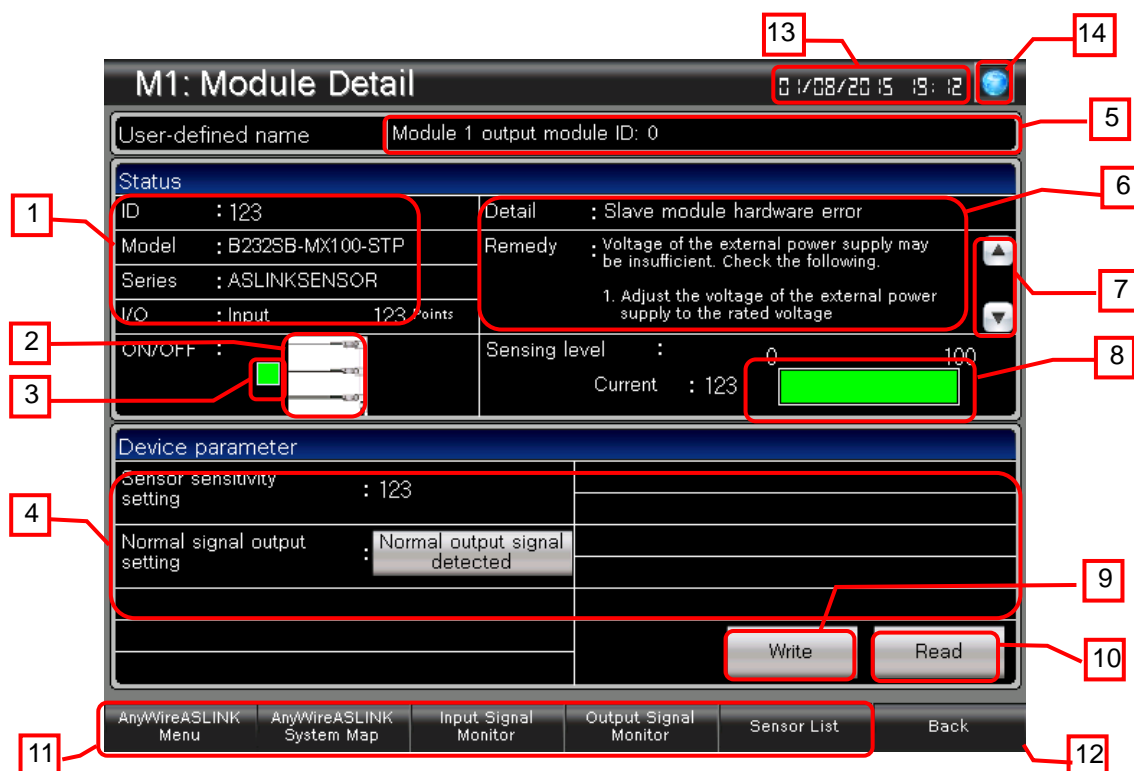 13
14
M1: Module Detail
01/08/2015 19:12
User-defined name
Module 1 output module ID: 0
5
Status
6
1
ID : 123
Detail : Slave module hardware error
Model : B232SB-MX100-STP
Remedy : Voltage of the external power supply may
be insufficient. Check the following.
Series : ASLINKSENSOR
7
1. Adjust the voltage of the external power
supply to the rated voltage
I/O : Input 123 Points
2
ON/OFF :
Sensing level :
0 100
8
3
Current : 123
Device parameter
Sensor sensitivity
setting
: 123
4
Normal signal output
setting
:
Normal output signal
detected
9
Write
Read
10
AnyWireASLINK
Menu
AnyWireASLINK
System Map
Input Signal
Monitor
Output Signal
Monitor
Sensor List
Back
11
12